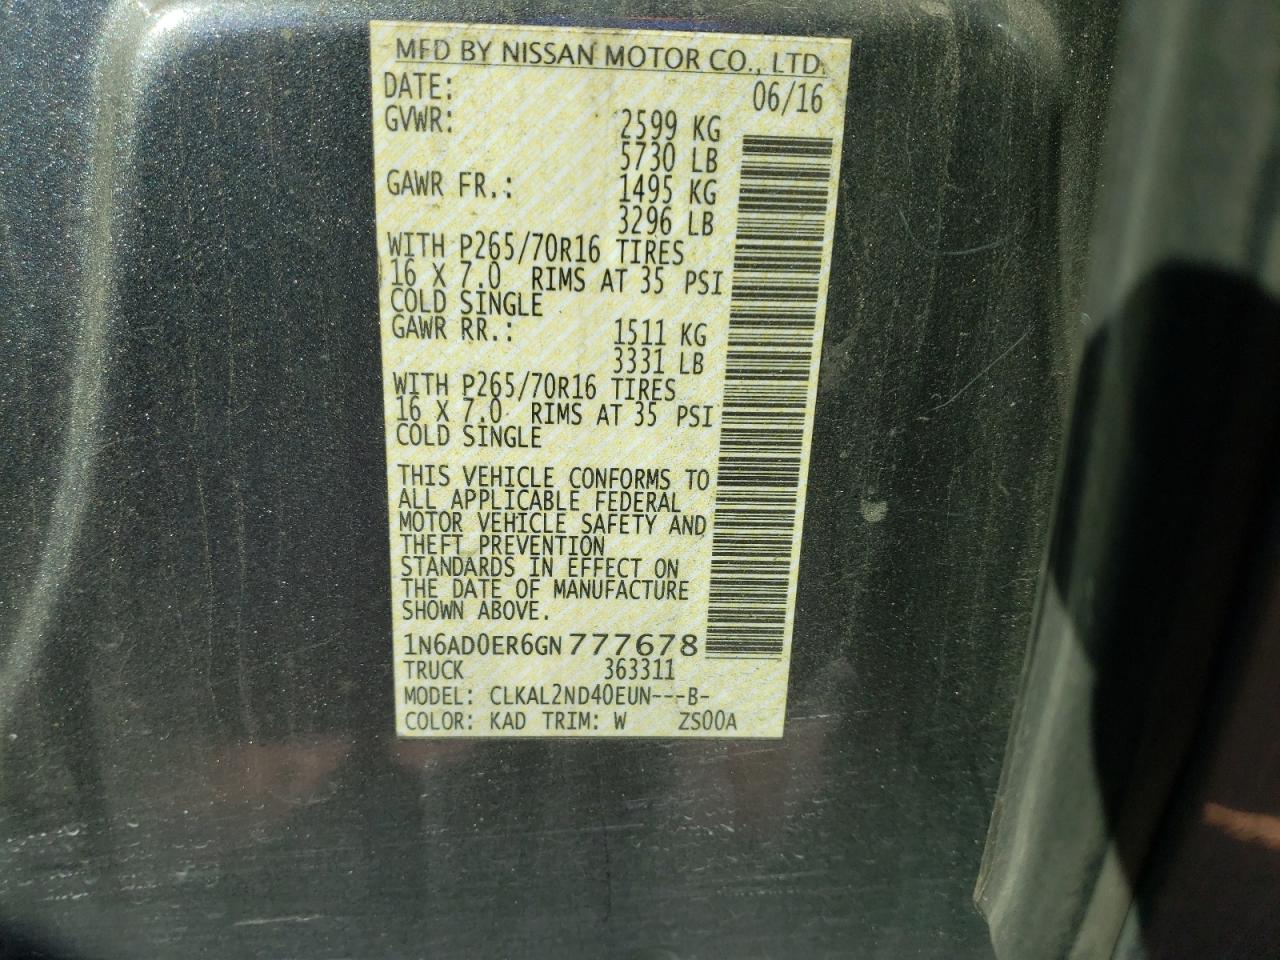 MFD BY NISSAN MOTOR CO., LTD.
DATE: 06/16
GVWR: 2599 KG
5730 LB
GAWR FR.: 1495 KG
3296 LB
WITH P265/70R16 TIRES
16 X 7.0 RIMS AT 35 PSI
COLD SINGLE
GAWR RR.: 1511 KG
3331 LB
WITH P265/70R16 TIRES
16 X 7.0 RIMS AT 35 PSI
COLD SINGLE
THIS VEHICLE CONFORMS TO
ALL APPLICABLE FEDERAL
MOTOR VEHICLE SAFETY AND
THEFT PREVENTION
STANDARDS IN EFFECT ON
THE DATE OF MANUFACTURE
SHOWN ABOVE.
1N6AD0ER6GN777678
TRUCK 363311
MODEL: CLKAL2ND40EUN---B-
COLOR: KAD TRIM: W ZS00A